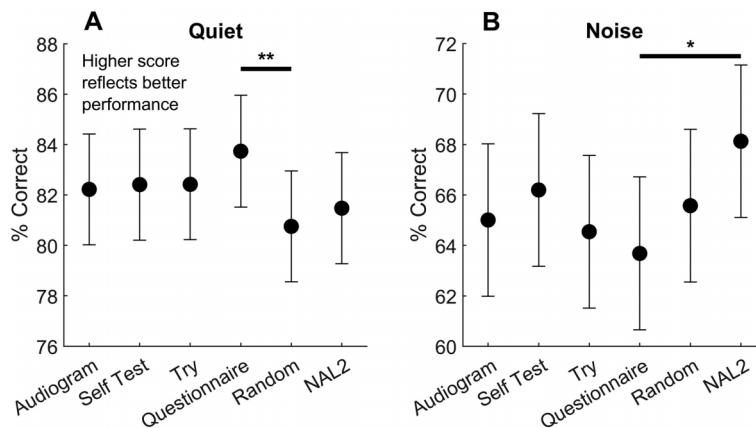 A
Quiet
Higher score
reflects better
performance
**
% Correct
88
86
84
82
80
78
76
Audiogram
Self Test
Try
Questionnaire
Random
NAL2
B
Noise
*
% Correct
72
70
68
66
64
62
60
Audiogram
Self Test
Try
Questionnaire
Random
NAL2